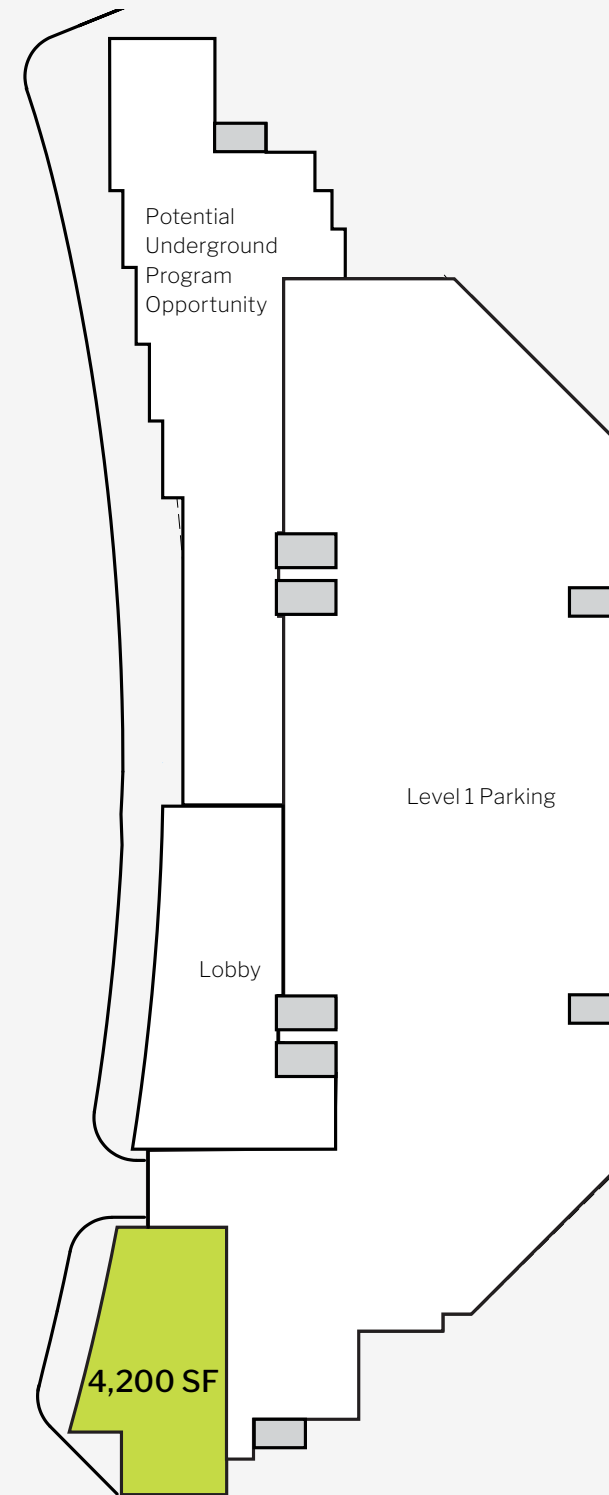 Potential
Underground
Program
Opportunity
Level 1 Parking
Lobby
4,200 SF